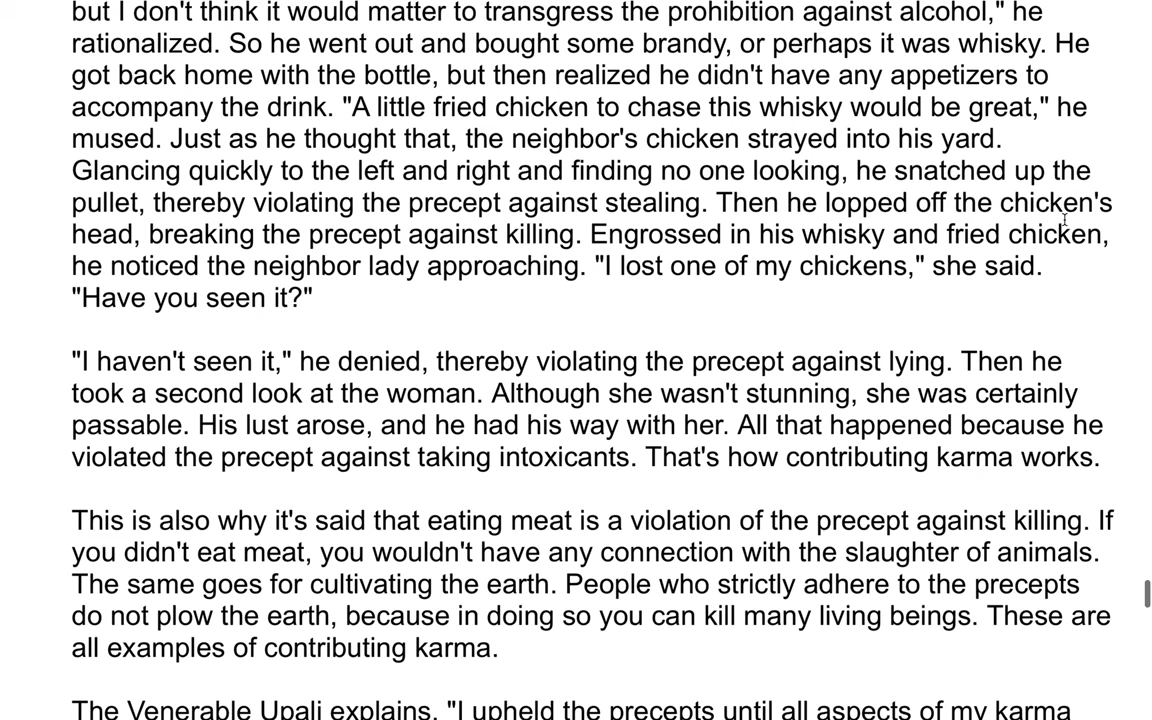 but I don't think it would matter to transgress the prohibition against alcohol," he
rationalized. So he went out and bought some brandy, or perhaps it was whisky. He
got back home with the bottle, but then realized he didn't have any appetizers to
accompany the drink. "A little fried chicken to chase this whisky would be great," he
mused. Just as he thought that, the neighbor's chicken strayed into his yard.
Glancing quickly to the left and right and finding no one looking, he snatched up the
pullet, thereby violating the precept against stealing. Then he lopped off the chicken's
head, breaking the precept against killing. Engrossed in his whisky and fried chicken,
he noticed the neighbor lady approaching. "I lost one of my chickens," she said.
"Have you seen it?"
"I haven't seen it," he denied, thereby violating the precept against lying. Then he
took a second look at the woman. Although she wasn't stunning, she was certainly
passable. His lust arose, and he had his way with her. All that happened because he
violated the precept against taking intoxicants. That's how contributing karma works.
This is also why it's said that eating meat is a violation of the precept against killing. If
you didn't eat meat, you wouldn't have any connection with the slaughter of animals.
The same goes for cultivating the earth. People who strictly adhere to the precepts
do not plow the earth, because in doing so you can kill many living beings. These are
all examples of contributing karma.
The Venerable Upali explains, "I upheld the precepts until all aspects of my karma